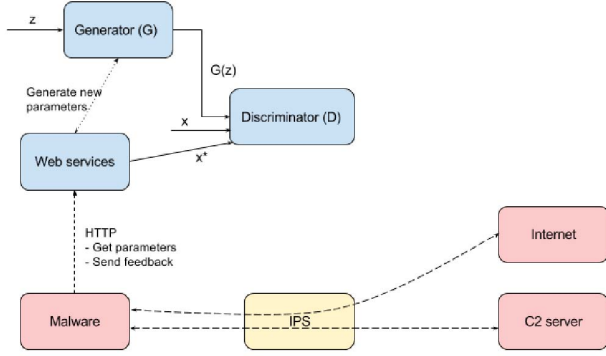 z
Generator (G)
G(z)
Generate new
parameters
x
Discriminator (D)
Web services
x*
HTTP
- Get parameters
- Send feedback
Internet
Malware
IPS
C2 server